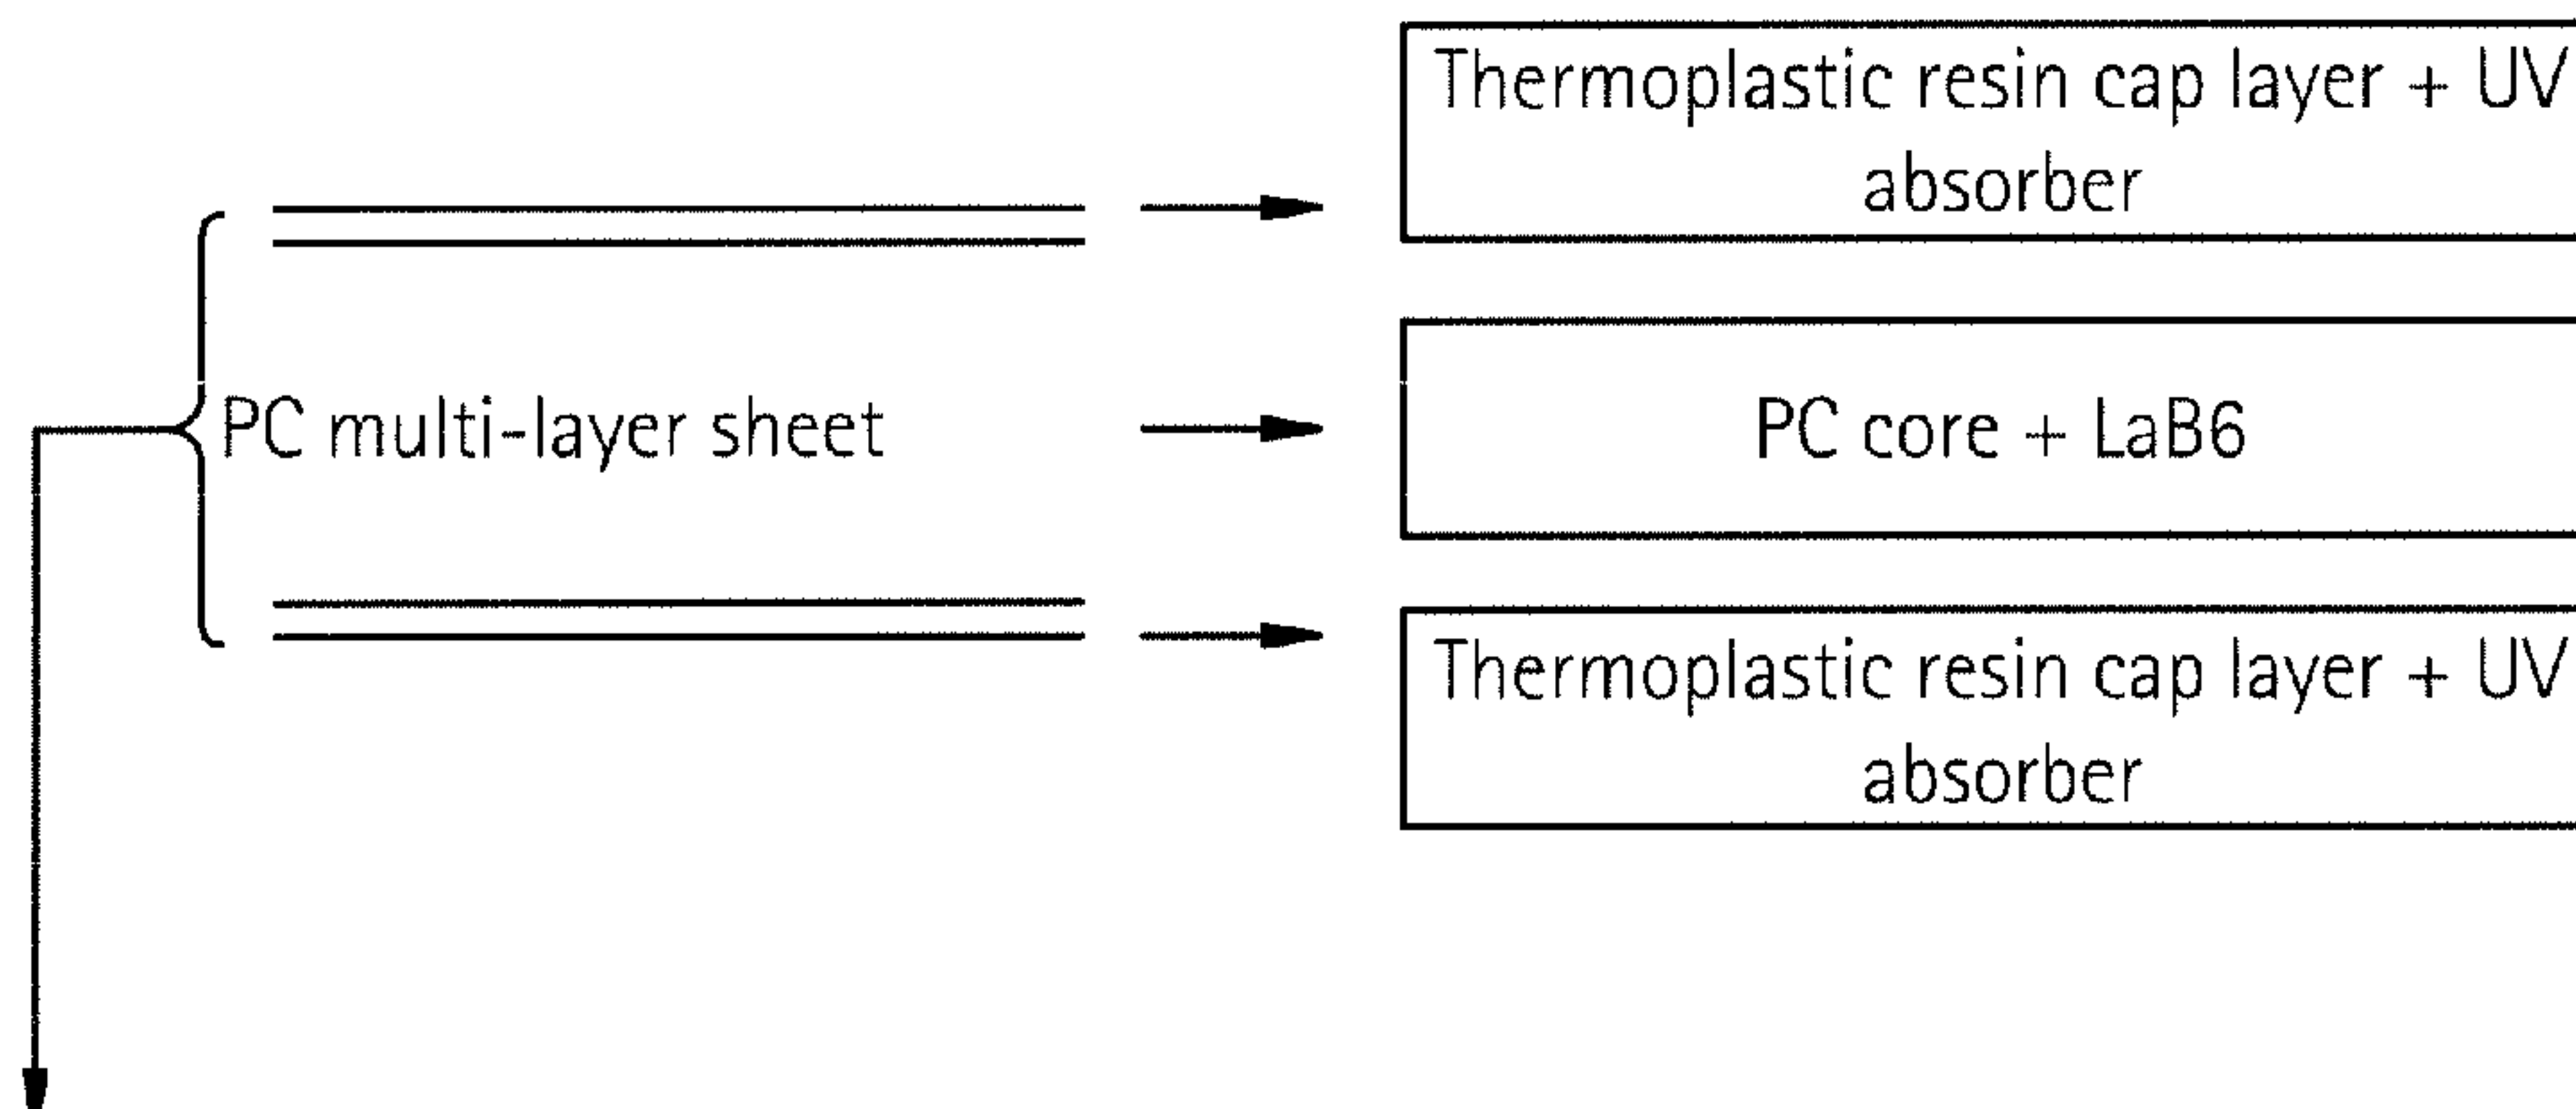 Thermoplastic resin cap layer + UV
absorber
PC multi-layer sheet
PC core + LaB6
Thermoplastic resin cap layer + UV
absorber